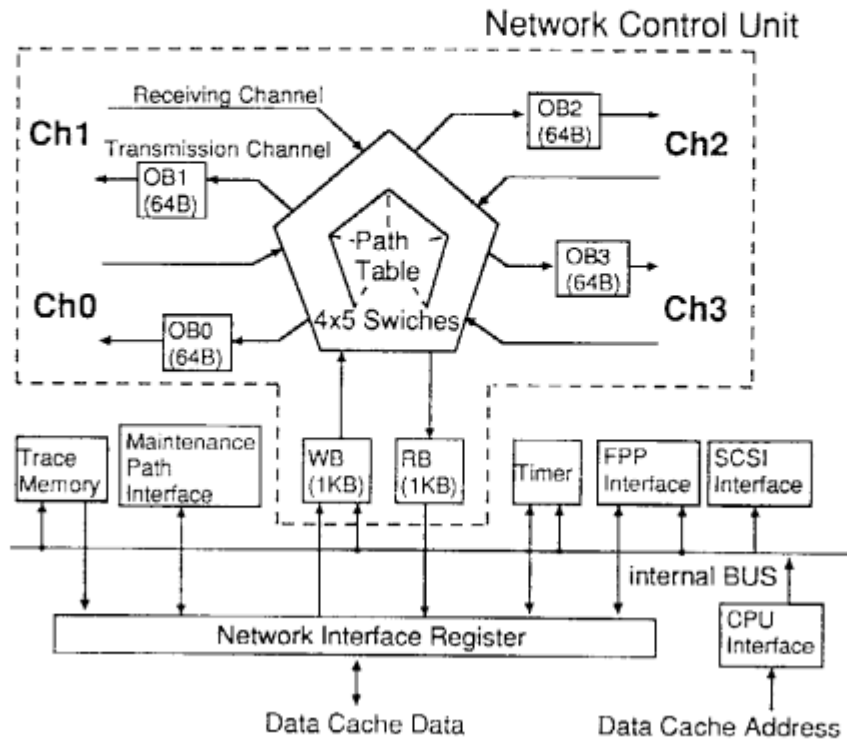 Network Control Unit
Receiving Channel
Ch1
Transmission Channel
OB1
(64B)
OB2
(64B)
Ch2
Path
Table
4x5 Swiches
OB3
(64B)
Ch0
Ch3
OB0
(64B)
Trace
Memory
Maintenance
Path
Interface
WB
(1KB)
RB
(1KB)
Timer
FPP
Interface
SCSI
Interface
internal BUS
Network Interface Register
CPU
Interface
Data Cache Data
Data Cache Address